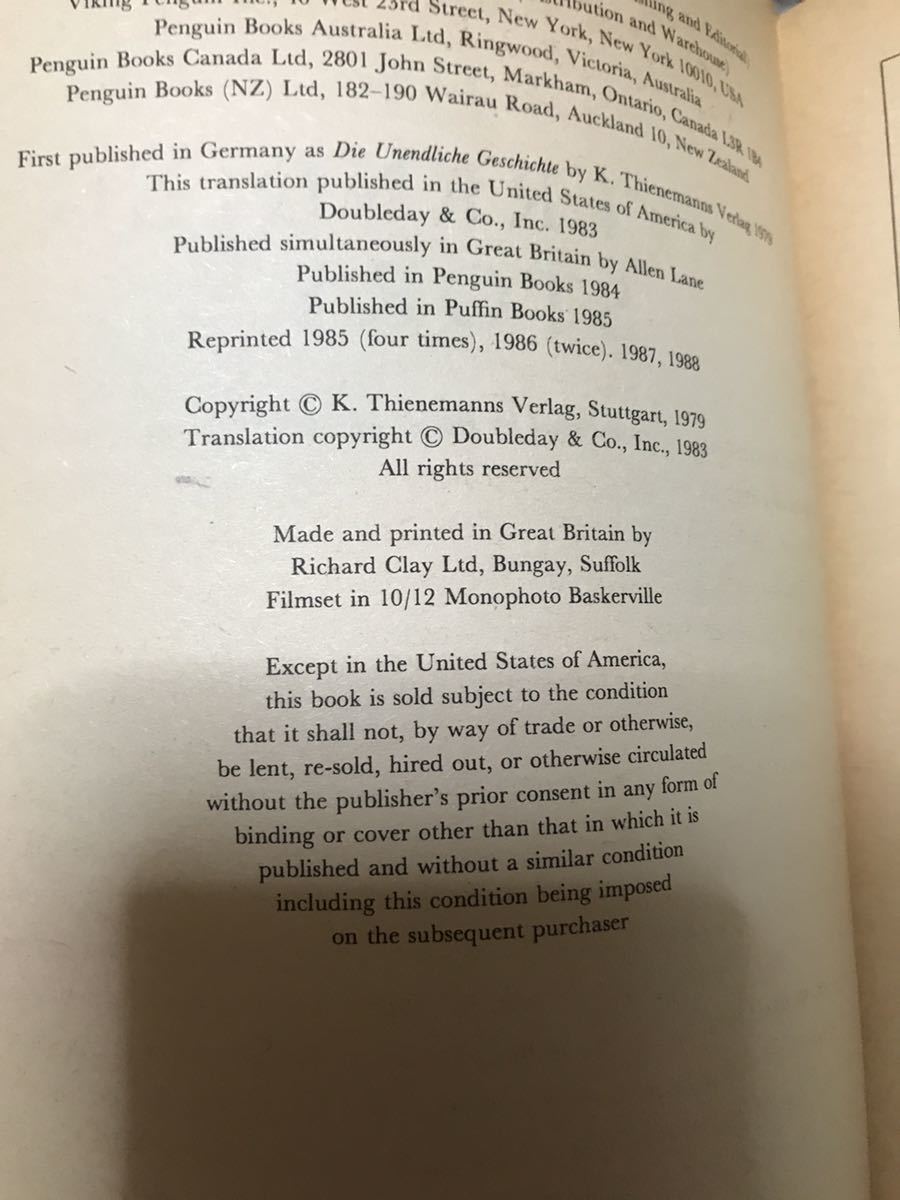 Viking Penguin Inc., 40 West 23rd Street, New York, New York 10010, USA
Penguin Books Australia Ltd, Ringwood, Victoria, Australia
Penguin Books Canada Ltd, 2801 John Street, Markham, Ontario, Canada L3R 1B4
Penguin Books (NZ) Ltd, 182–190 Wairau Road, Auckland 10, New Zealand
First published in Germany as Die Unendliche Geschichte by K. Thienemanns Verlag 1979
This translation published in the United States of America by
Doubleday & Co., Inc. 1983
Published simultaneously in Great Britain by Allen Lane
Published in Penguin Books 1984
Published in Puffin Books 1985
Reprinted 1985 (four times), 1986 (twice). 1987, 1988
Copyright © K. Thienemanns Verlag, Stuttgart, 1979
Translation copyright © Doubleday & Co., Inc., 1983
All rights reserved
Made and printed in Great Britain by
Richard Clay Ltd, Bungay, Suffolk
Filmset in 10/12 Monophoto Baskerville
Except in the United States of America,
this book is sold subject to the condition
that it shall not, by way of trade or otherwise,
be lent, re-sold, hired out, or otherwise circulated
without the publisher's prior consent in any form of
binding or cover other than that in which it is
published and without a similar condition
including this condition being imposed
on the subsequent purchaser